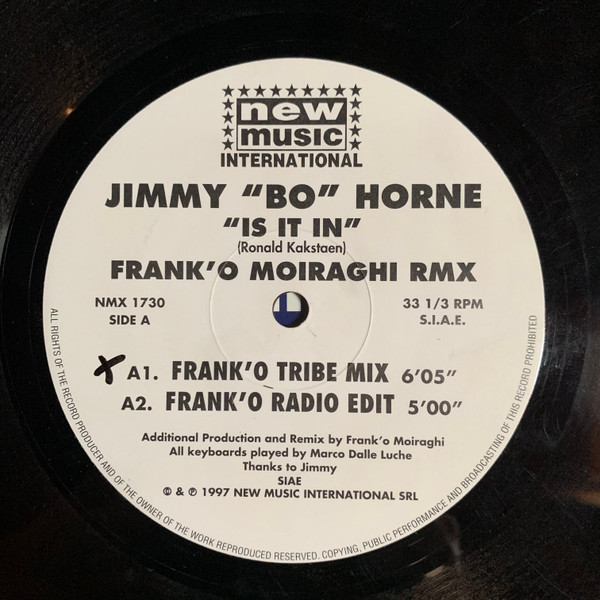 new
music
INTERNATIONAL
JIMMY "BO" HORNE
"IS IT IN"
(Ronald Kakstaen)
FRANK'O MOIRAGHI RMX
NMX 1730
SIDE A
33 1/3 RPM
S.I.A.E.
X A1. FRANK'O TRIBE MIX 6'05"
A2. FRANK'O RADIO EDIT 5'00"
Additional Production and Remix by Frank'o Moiraghi
All keyboards played by Marco Dalle Luche
Thanks to Jimmy
SIAE
© & ℗ 1997 NEW MUSIC INTERNATIONAL SRL
ALL RIGHTS OF THE RECORD PRODUCER AND OF THE OWNER OF THE WORK REPRODUCED RESERVED. COPYING, PUBLIC PERFORMANCE AND BROADCASTING OF THIS RECORD PROHIBITED